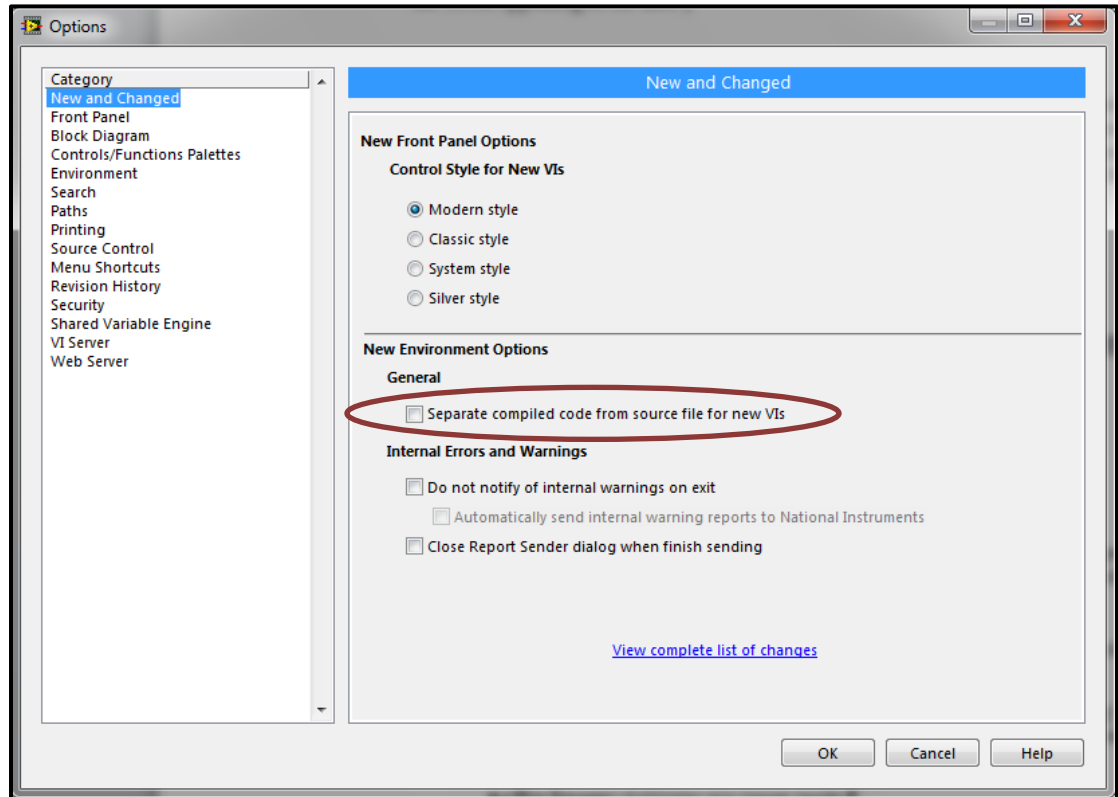 Options
Category
New and Changed
Front Panel
Block Diagram
Controls/Functions Palettes
Environment
Search
Paths
Printing
Source Control
Menu Shortcuts
Revision History
Security
Shared Variable Engine
VI Server
Web Server
New and Changed
New Front Panel Options
Control Style for New VIs
Modern style
Classic style
System style
Silver style
New Environment Options
General
Separate compiled code from source file for new VIs
Internal Errors and Warnings
Do not notify of internal warnings on exit
Automatically send internal warning reports to National Instruments
Close Report Sender dialog when finish sending
View complete list of changes
OK Cancel Help